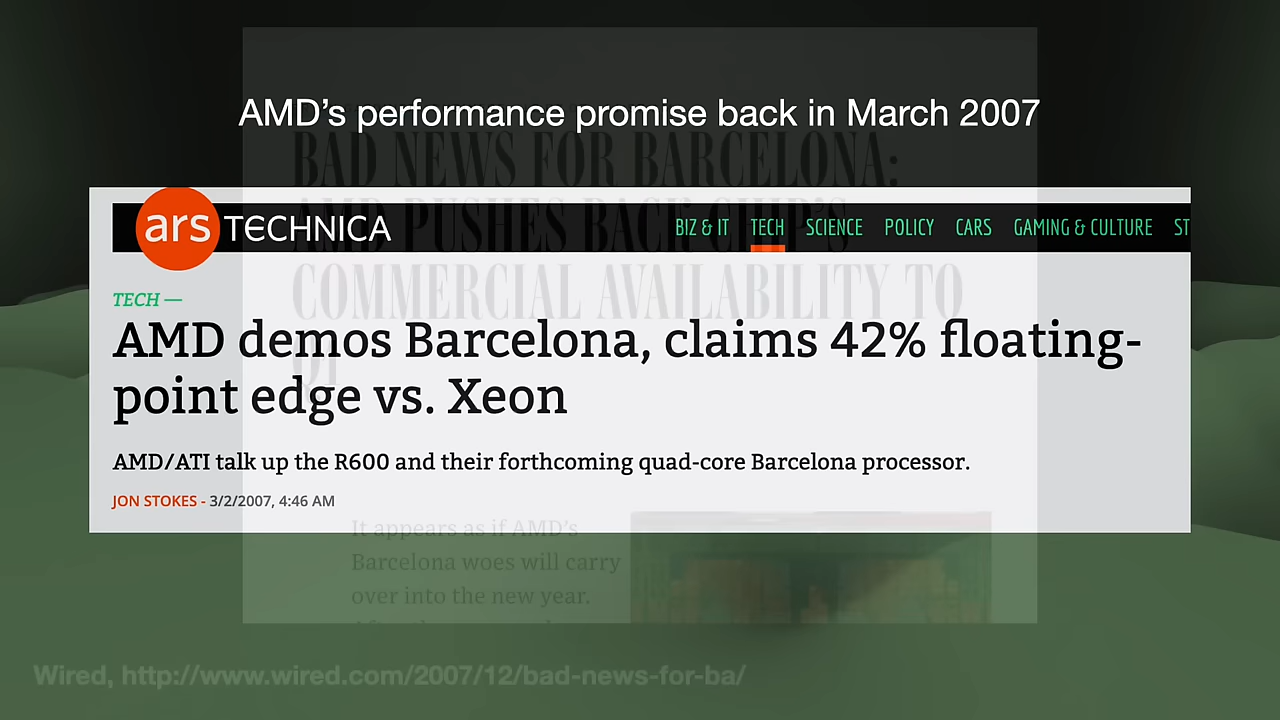 AMD’s performance promise back in March 2007
BAD NEWS FOR BARCELONA:
AMD PUSHES BACK CHIP’S
COMMERCIAL AVAILABILITY TO
Q1
ars TECHNICA
BIZ & IT TECH SCIENCE POLICY CARS GAMING & CULTURE ST
TECH —
AMD demos Barcelona, claims 42% floating-
point edge vs. Xeon
AMD/ATI talk up the R600 and their forthcoming quad-core Barcelona processor.
JON STOKES - 3/2/2007, 4:46 AM
It appears as if AMD’s
Barcelona woes will carry
over into the new year.
Wired, http://www.wired.com/2007/12/bad-news-for-ba/